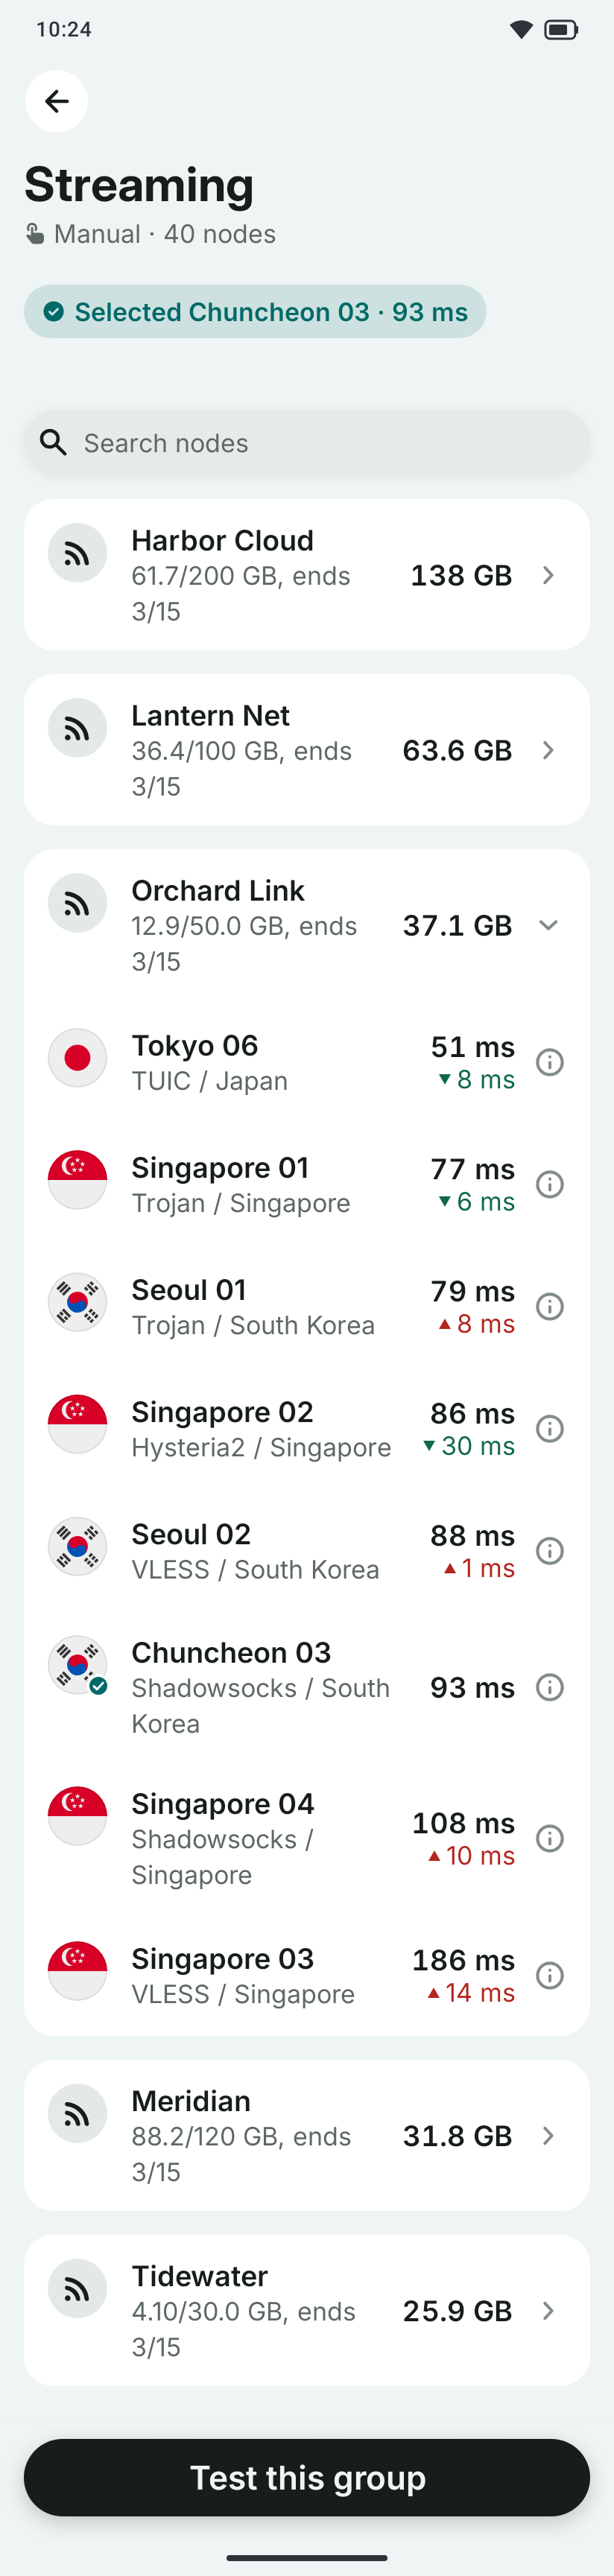 10:24
Streaming
Manual · 40 nodes
Selected Chuncheon 03 · 93 ms
Search nodes
Harbor Cloud
61.7/200 GB, ends
3/15
138 GB
Lantern Net
36.4/100 GB, ends
3/15
63.6 GB
Orchard Link
12.9/50.0 GB, ends
3/15
37.1 GB
Tokyo 06
TUIC / Japan
51 ms
▼8 ms
Singapore 01
Trojan / Singapore
77 ms
▼6 ms
Seoul 01
Trojan / South Korea
79 ms
▲8 ms
Singapore 02
Hysteria2 / Singapore
86 ms
▼30 ms
Seoul 02
VLESS / South Korea
88 ms
▲1 ms
Chuncheon 03
Shadowsocks / South
Korea
93 ms
Singapore 04
Shadowsocks /
Singapore
108 ms
▲10 ms
Singapore 03
VLESS / Singapore
186 ms
▲14 ms
Meridian
88.2/120 GB, ends
3/15
31.8 GB
Tidewater
4.10/30.0 GB, ends
3/15
25.9 GB
Test this group